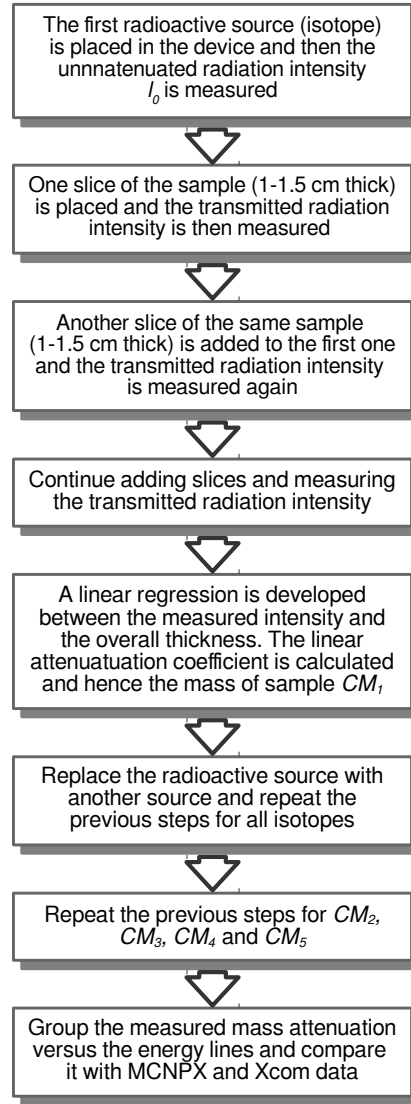 The first radioactive source (isotope)
is placed in the device and then the
unnnatenuated radiation intensity
I0 is measured
One slice of the sample (1-1.5 cm thick)
is placed and the transmitted radiation
intensity is then measured
Another slice of the same sample
(1-1.5 cm thick) is added to the first one
and the transmitted radiation intensity
is measured again
Continue adding slices and measuring
the transmitted radiation intensity
A linear regression is developed
between the measured intensity and
the overall thickness. The linear
attenuatuation coefficient is calculated
and hence the mass of sample CM1
Replace the radioactive source with
another source and repeat the
previous steps for all isotopes
Repeat the previous steps for CM2,
CM3, CM4 and CM5
Group the measured mass attenuation
versus the energy lines and compare
it with MCNPX and Xcom data